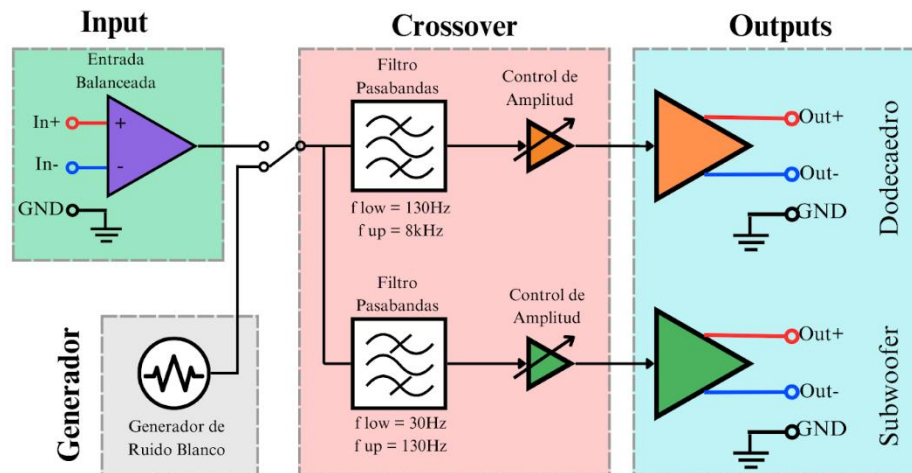 Input
Crossover
Outputs
Entrada
Balanceada
In+
+
In-
-
GND
Filtro
Pasabandas
f low = 130Hz
f up = 8kHz
Control de
Amplitud
Out+
Out-
GND
Dodecaedro
Generador
Generador de
Ruido Blanco
Filtro
Pasabandas
f low = 30Hz
f up = 130Hz
Control de
Amplitud
Out+
Out-
GND
Subwoofer